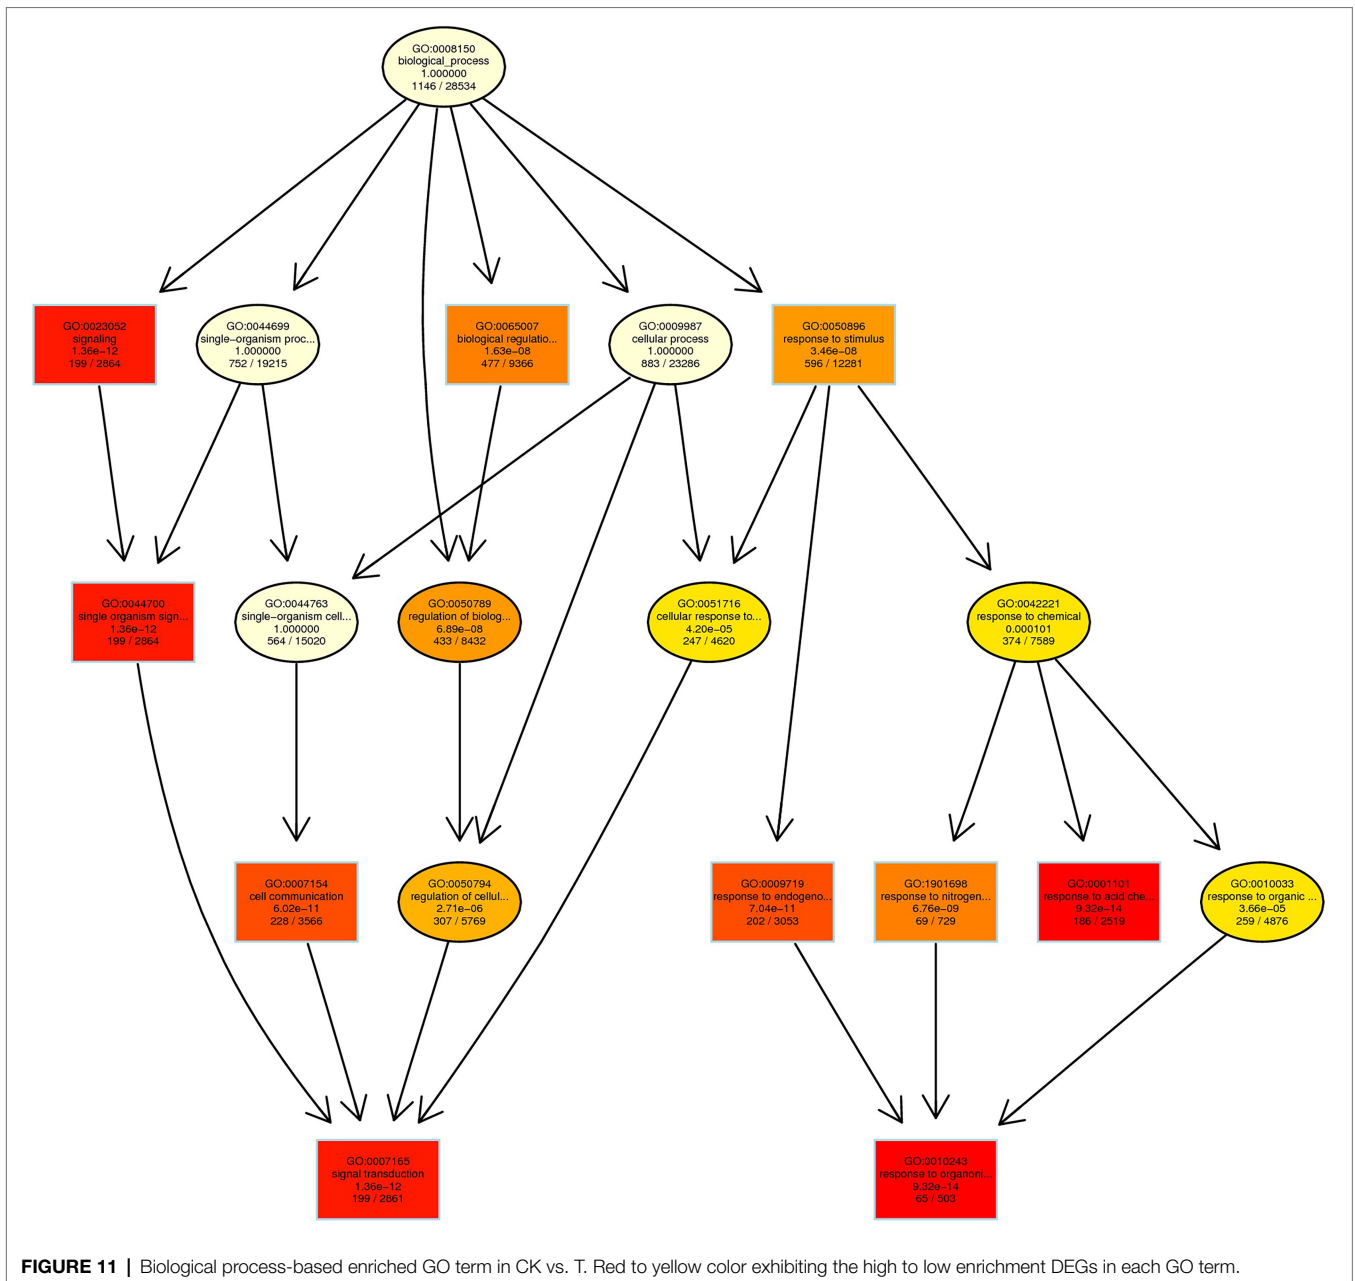 GO:0008150
biological_process
1.000000
1146 / 28534
GO:0023052
signaling
1.36e−12
199 / 2864
GO:0044699
single−organism proc...
1.000000
752 / 19215
GO:0065007
biological regulatio...
1.63e−08
477 / 9366
GO:0009987
cellular process
1.000000
883 / 23286
GO:0050896
response to stimulus
3.46e−08
596 / 12281
GO:0044700
single organism sign...
1.36e−12
199 / 2864
GO:0044763
single−organism cell...
1.000000
564 / 15020
GO:0050789
regulation of biolog...
6.89e−08
433 / 8432
GO:0051716
cellular response to...
4.20e−05
247 / 4620
GO:0042221
response to chemical
0.000101
374 / 7589
GO:0007154
cell communication
6.02e−11
228 / 3566
GO:0050794
regulation of cellul...
2.71e−06
307 / 5769
GO:0009719
response to endogeno...
7.04e−11
202 / 3053
GO:1901698
response to nitrogen...
6.76e−09
69 / 729
GO:0001101
response to acid che...
9.32e−14
186 / 2519
GO:0010033
response to organic ...
3.66e−05
259 / 4876
GO:0007165
signal transduction
1.36e−12
199 / 2861
GO:0010243
response to organoni...
9.32e−14
65 / 503
FIGURE 11 | Biological process-based enriched GO term in CK vs. T. Red to yellow color exhibiting the high to low enrichment DEGs in each GO term.